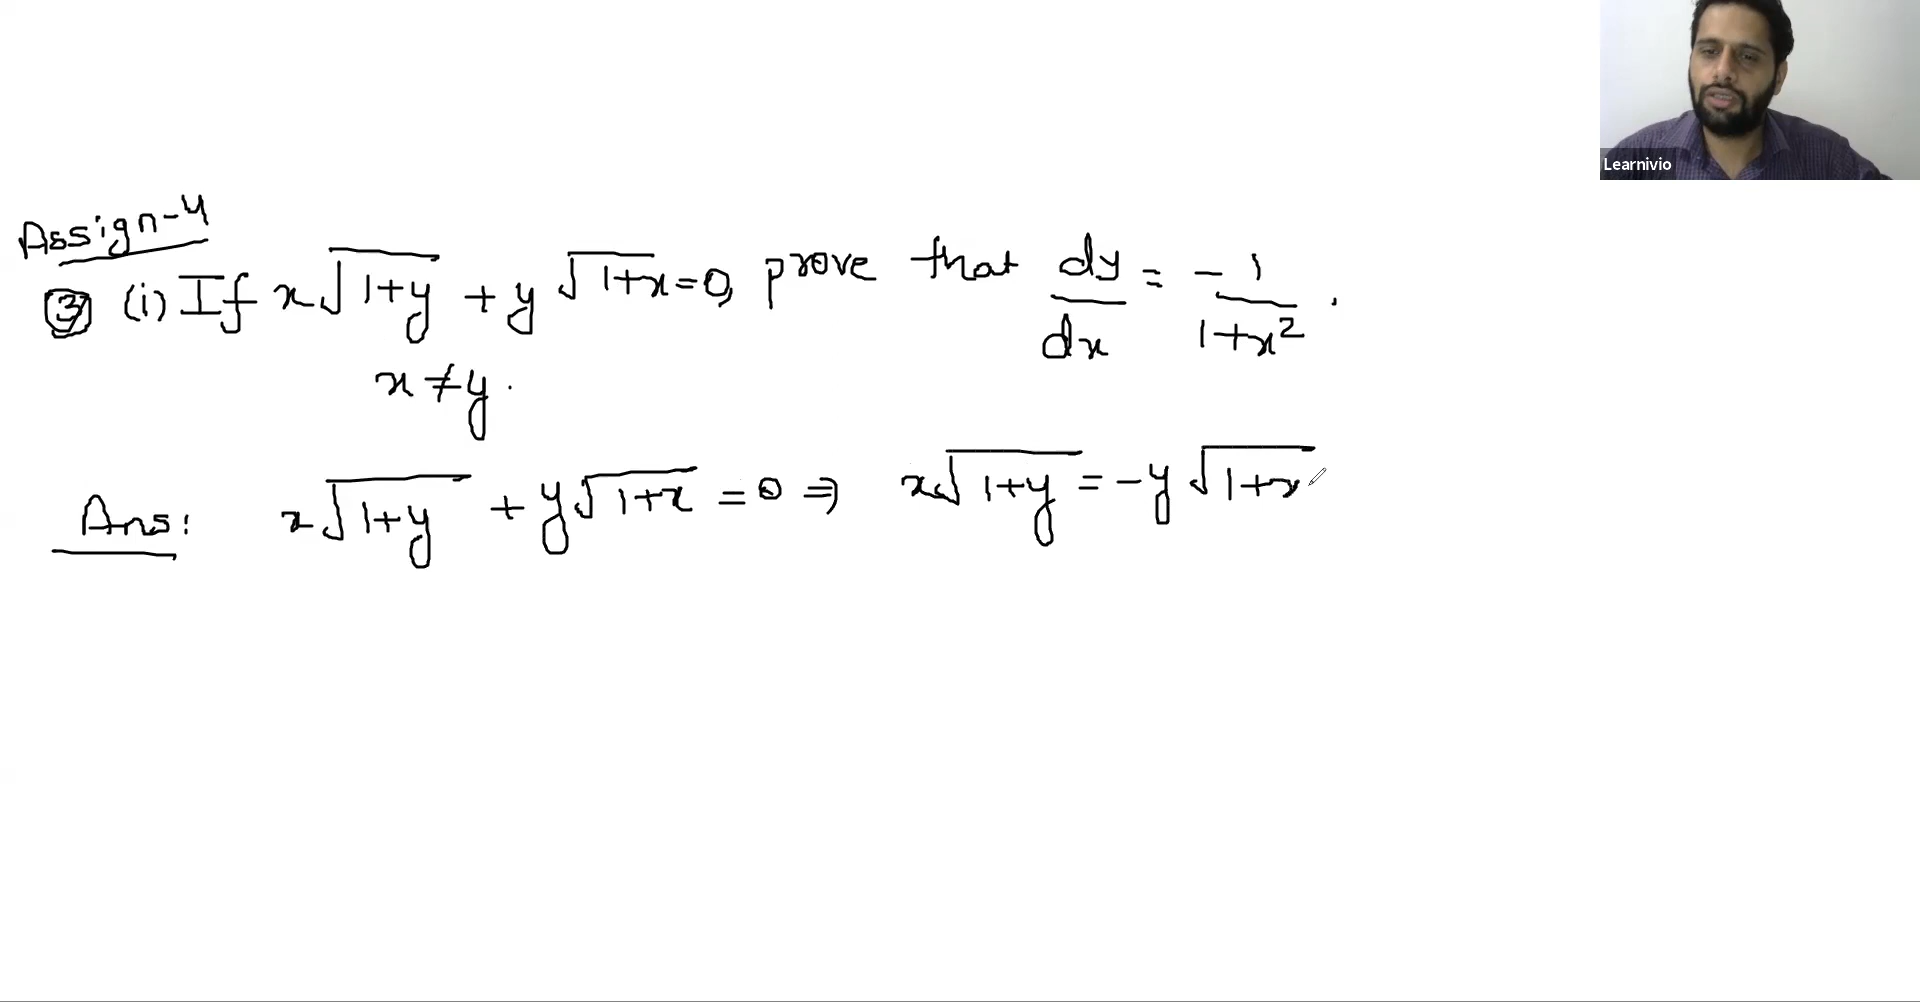 Learnivio
Assign-4
③ (i) If x√(1+y) + y√(1+x) = 0, prove that dy/dx = -1/(1+x²).
x ≠ y.
Ans: x√(1+y) + y√(1+x) = 0 ⇒ x√(1+y) = -y√(1+x)